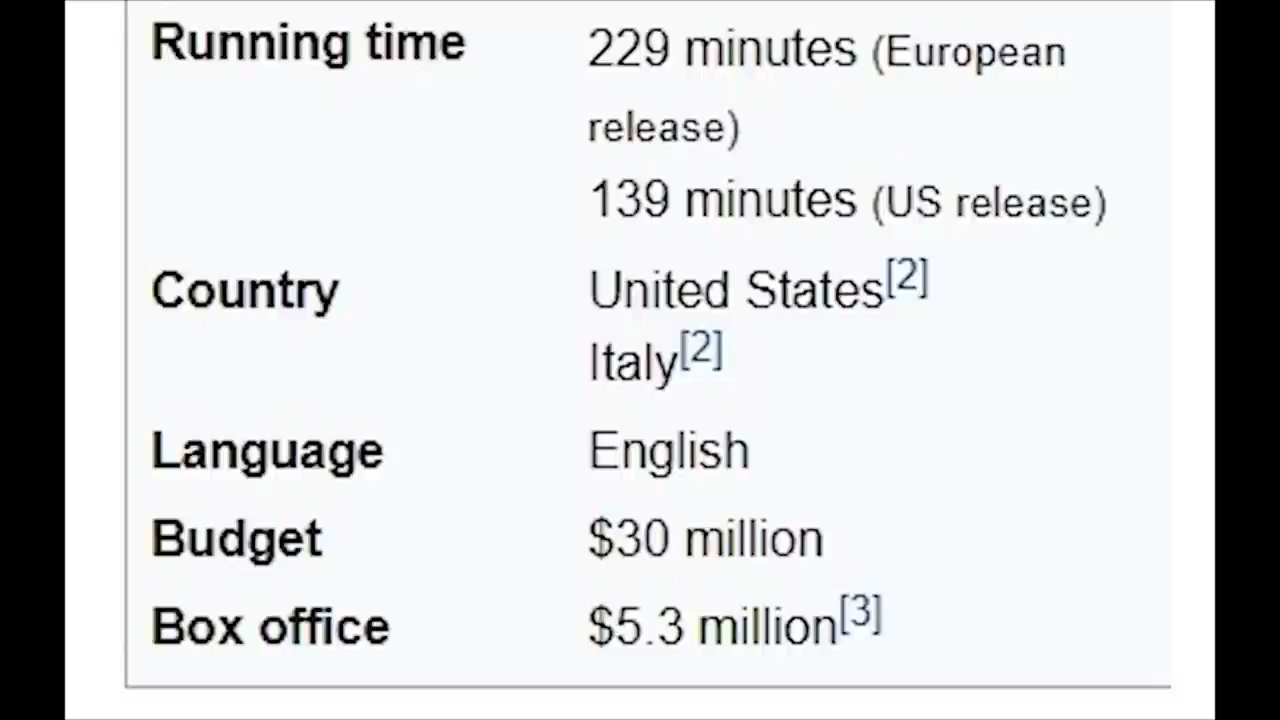 Running time 229 minutes (European
release)
139 minutes (US release)
Country United States[2]
Italy[2]
Language English
Budget $30 million
Box office $5.3 million[3]